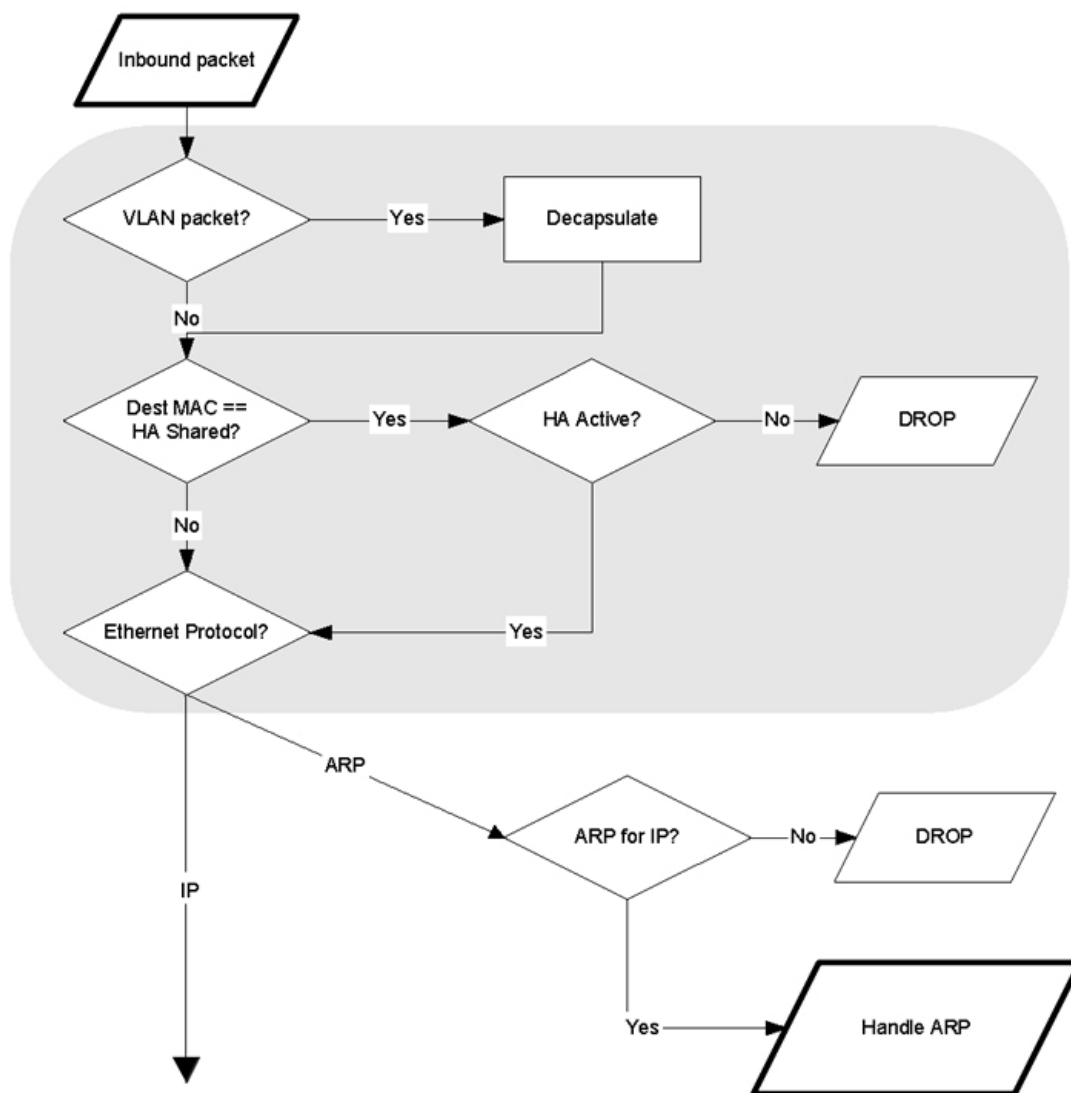 Inbound packet
VLAN packet?
Yes
Decapsulate
No
Dest MAC ==
HA Shared?
Yes
HA Active?
No
DROP
No
Ethernet Protocol?
Yes
ARP
ARP for IP?
No
DROP
IP
Yes
Handle ARP